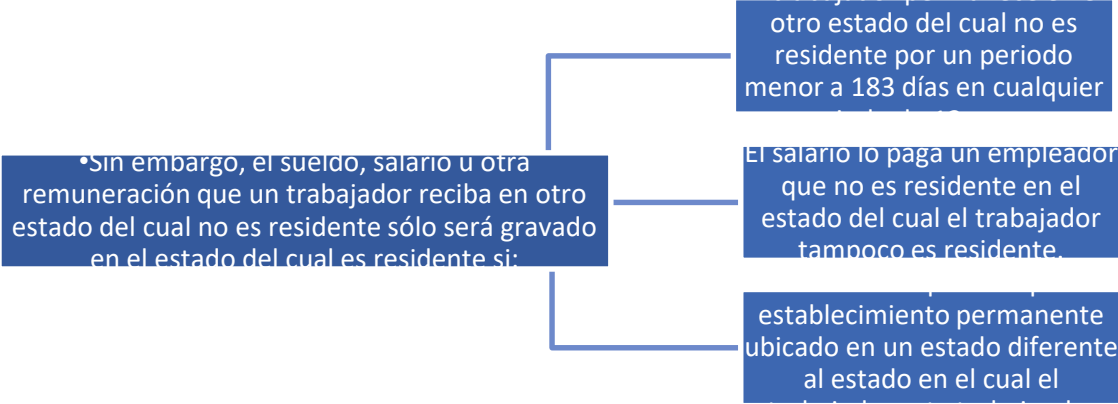 •Sin embargo, el sueldo, salario u otra
remuneración que un trabajador reciba en otro
estado del cual no es residente sólo será gravado
en el estado del cual es residente si:
otro estado del cual no es
residente por un periodo
menor a 183 días en cualquier
El salario lo paga un empleador
que no es residente en el
estado del cual el trabajador
tampoco es residente.
establecimiento permanente
ubicado en un estado diferente
al estado en el cual el